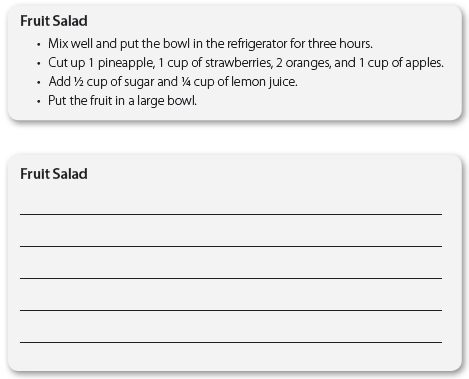 Fruit Salad
• Mix well and put the bowl in the refrigerator for three hours.
• Cut up 1 pineapple, 1 cup of strawberries, 2 oranges, and 1 cup of apples.
• Add ½ cup of sugar and ¼ cup of lemon juice.
• Put the fruit in a large bowl.
Fruit Salad